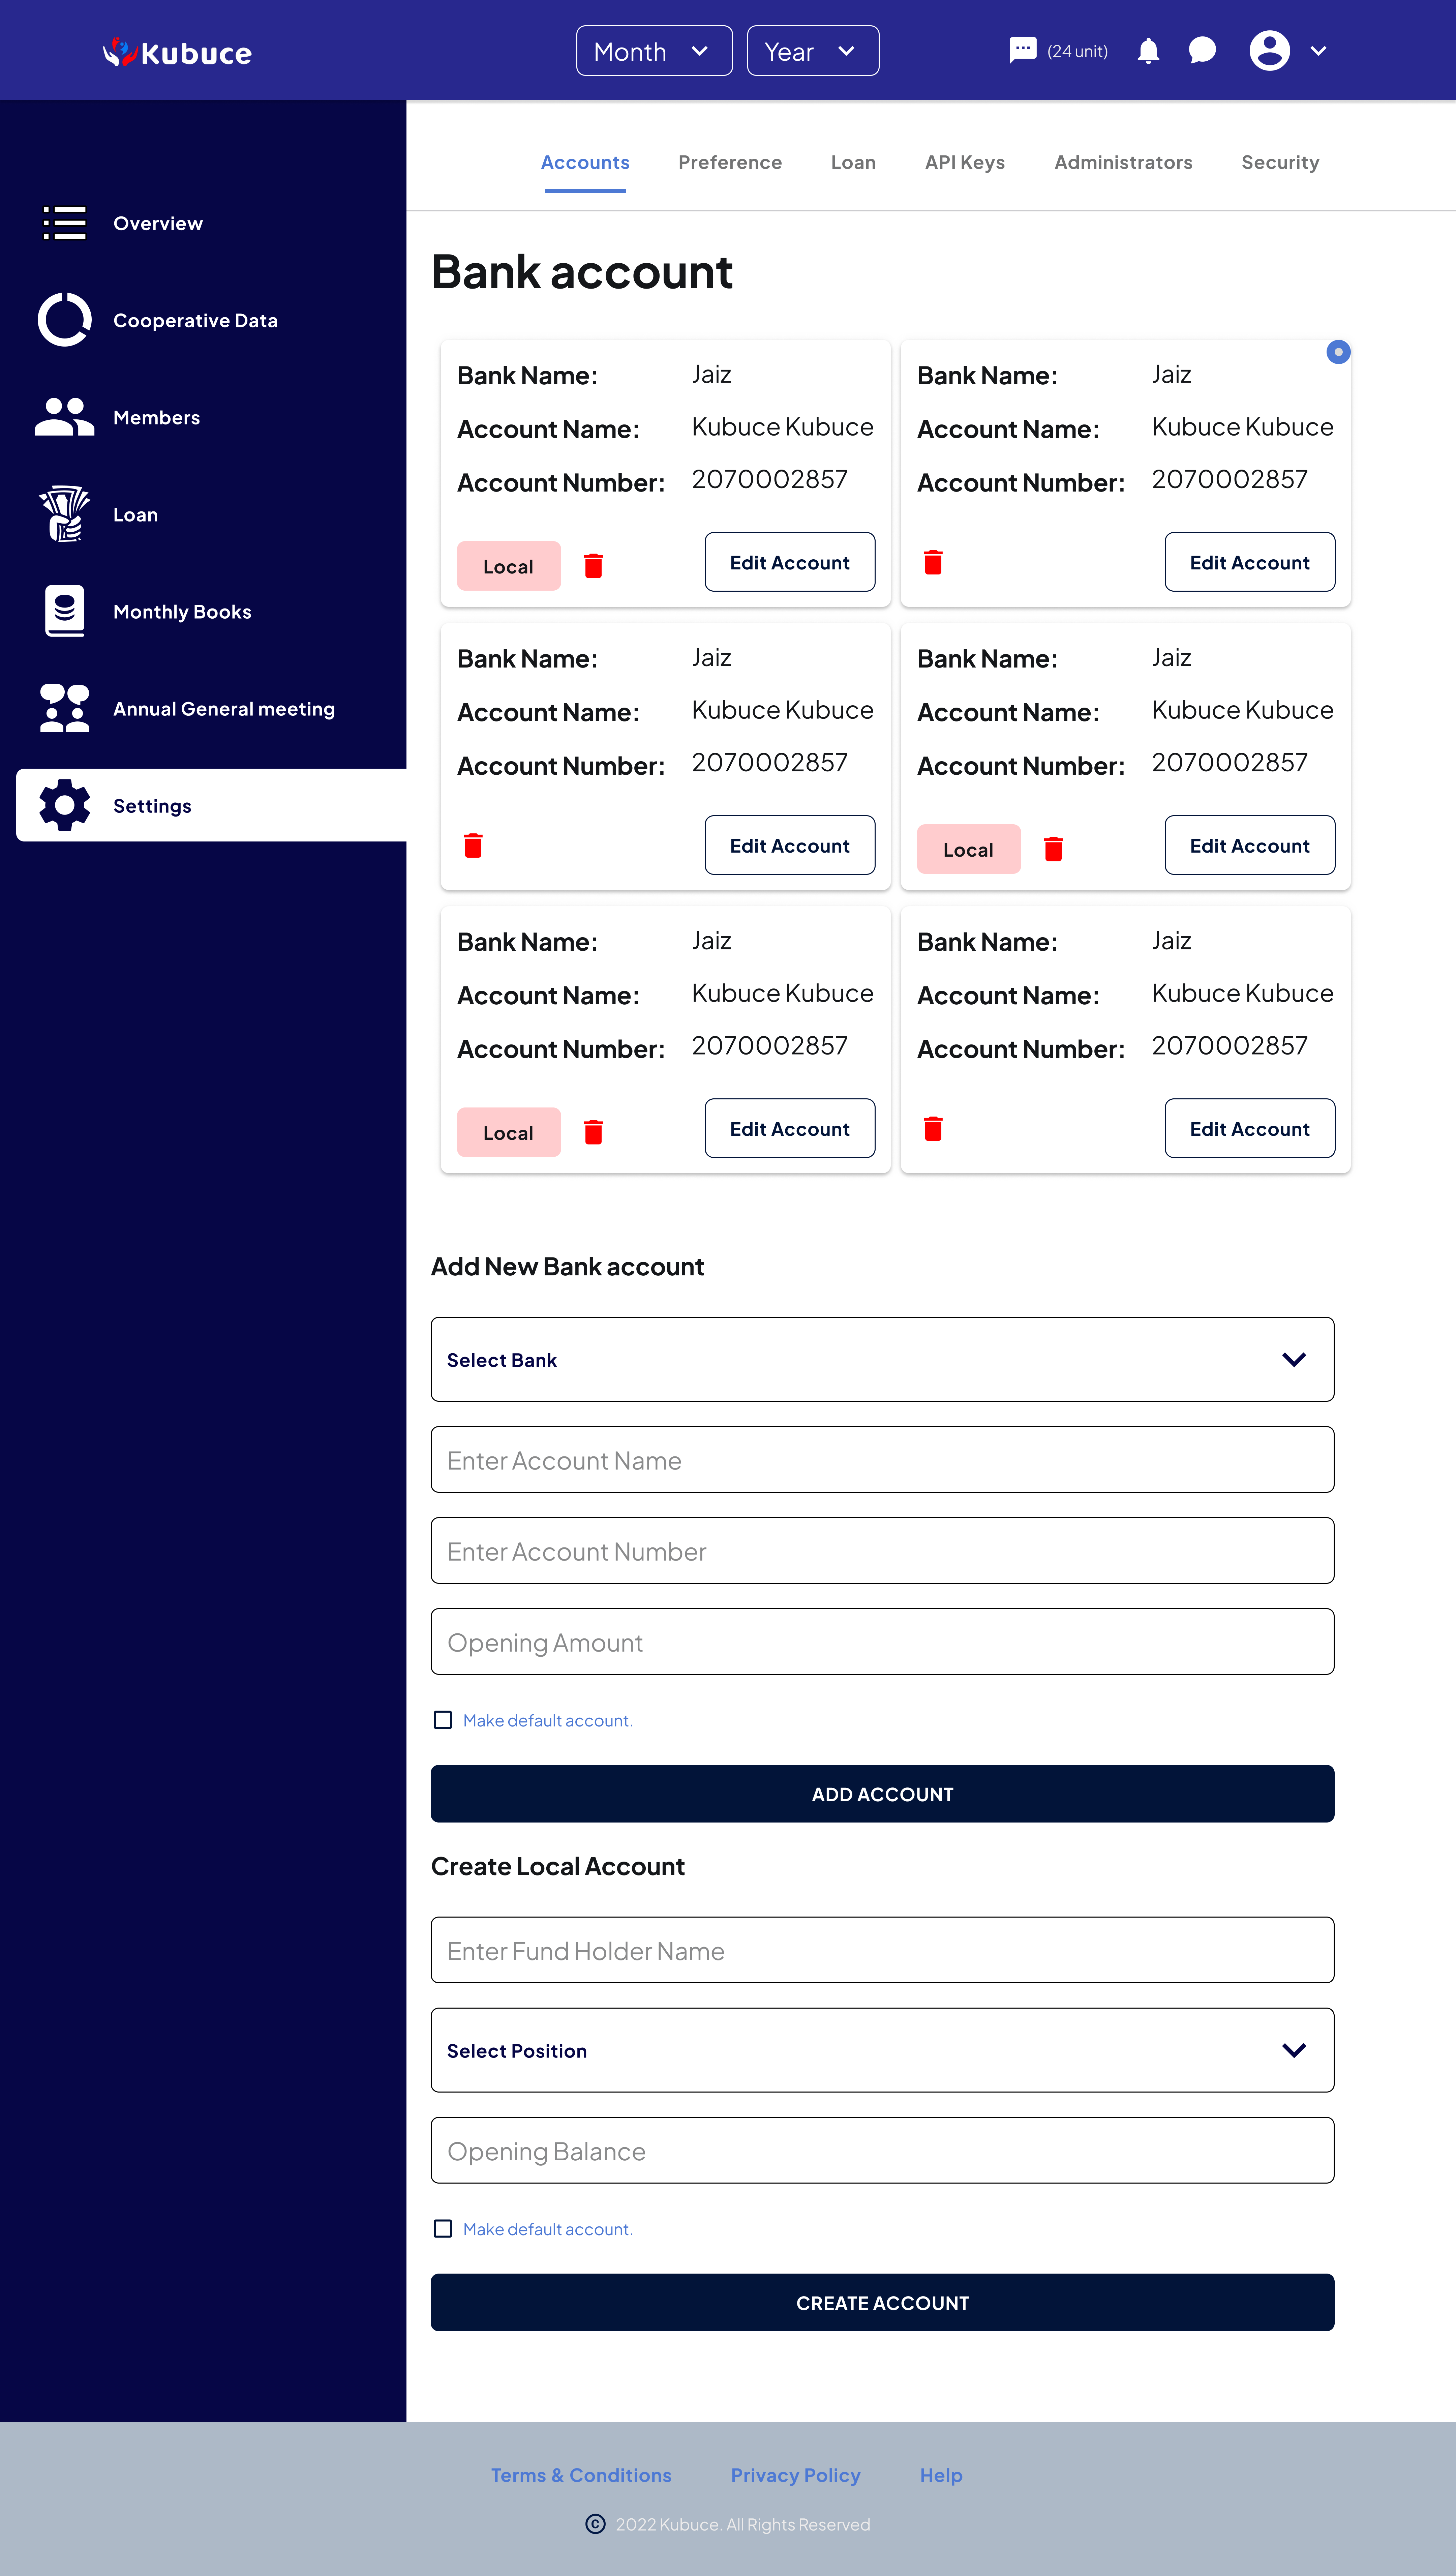 Kubuce
Month
Year
(24 unit)
Accounts
Preference
Loan
API Keys
Administrators
Security
Overview
Cooperative Data
Members
Loan
Monthly Books
Annual General meeting
Settings
Bank account
Bank Name: Jaiz
Account Name: Kubuce Kubuce
Account Number: 2070002857
Local
Edit Account
Bank Name: Jaiz
Account Name: Kubuce Kubuce
Account Number: 2070002857
Edit Account
Bank Name: Jaiz
Account Name: Kubuce Kubuce
Account Number: 2070002857
Edit Account
Bank Name: Jaiz
Account Name: Kubuce Kubuce
Account Number: 2070002857
Local
Edit Account
Bank Name: Jaiz
Account Name: Kubuce Kubuce
Account Number: 2070002857
Local
Edit Account
Bank Name: Jaiz
Account Name: Kubuce Kubuce
Account Number: 2070002857
Edit Account
Add New Bank account
Select Bank
Enter Account Name
Enter Account Number
Opening Amount
Make default account.
ADD ACCOUNT
Create Local Account
Enter Fund Holder Name
Select Position
Opening Balance
Make default account.
CREATE ACCOUNT
Terms & Conditions
Privacy Policy
Help
© 2022 Kubuce. All Rights Reserved